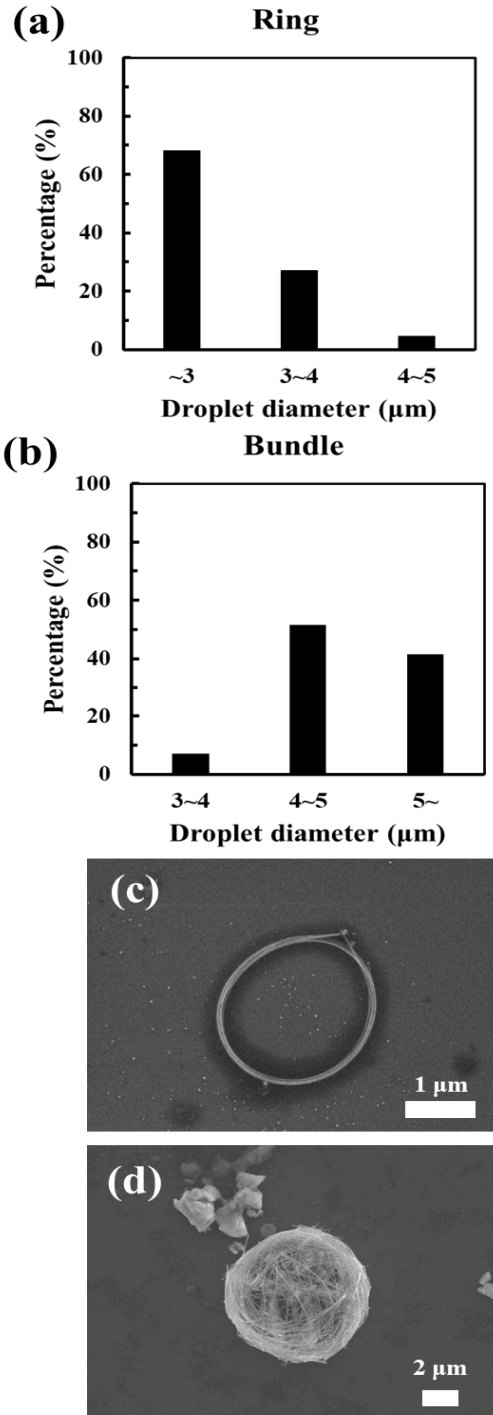 (a)
Ring
100
80
60
40
20
0
Percentage (%)
~3 3~4 4~5
Droplet diameter (μm)
(b)
Bundle
100
80
60
40
20
0
Percentage (%)
3~4 4~5 5~
Droplet diameter (μm)
(c)
1 μm
(d)
2 μm